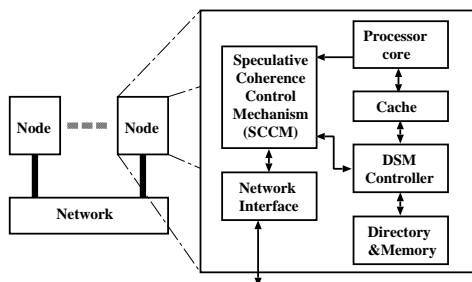 Node
Node
Network
Speculative
Coherence
Control
Mechanism
(SCCM)
Network
Interface
Processor
core
Cache
DSM
Controller
Directory
&Memory